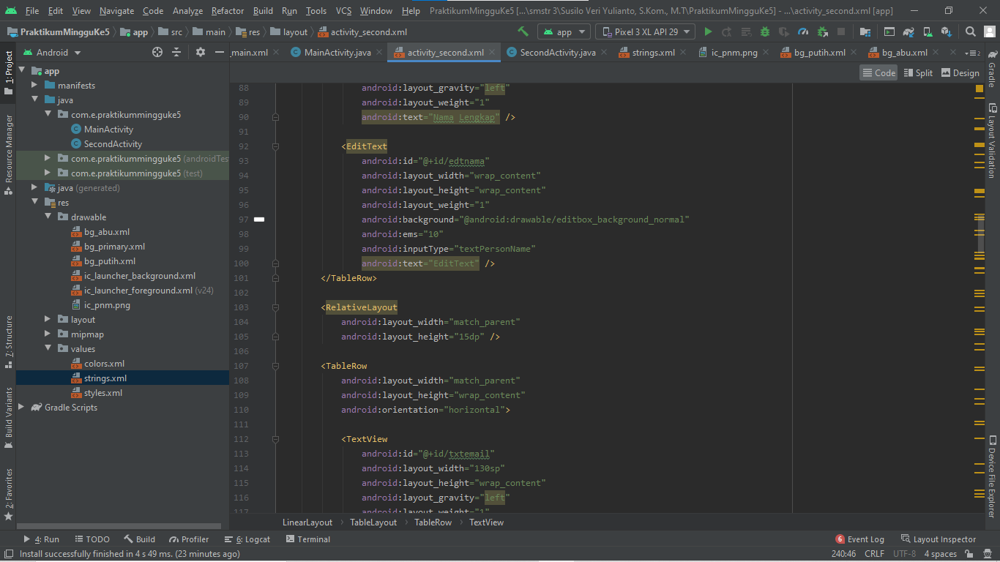 File Edit View Navigate Code Analyze Refactor Build Run Tools VCS Window Help PraktikumMingguKe5 [...\smstr 3\Susilo Veri Yulianto, S.Kom., M.T\PraktikumMingguKe5] - ...\activity_second.xml [app]
PraktikumMingguKe5 app src main res layout activity_second.xml app Pixel 3 XL API 29
1: Project
Resource Manager
7: Structure
Build Variants
2: Favorites
Android
app
manifests
java
com.e.praktikummingguke5
MainActivity
SecondActivity
com.e.praktikummingguke5 (androidTes
com.e.praktikummingguke5 (test)
java (generated)
res
drawable
bg_abu.xml
bg_primary.xml
bg_putih.xml
ic_launcher_background.xml
ic_launcher_foreground.xml (v24)
ic_pnm.png
layout
mipmap
values
colors.xml
strings.xml
styles.xml
Gradle Scripts
_main.xml MainActivity.java activity_second.xml SecondActivity.java strings.xml ic_pnm.png bg_putih.xml bg_abu.xml 2
Code Split Design
88 android:layout_gravity="left"
89 android:layout_weight="1"
90 android:text="Nama Lengkap" />
91
92 <EditText
93 android:id="@+id/edtnama"
94 android:layout_width="wrap_content"
95 android:layout_height="wrap_content"
96 android:layout_weight="1"
97 android:background="@android:drawable/editbox_background_normal"
98 android:ems="10"
99 android:inputType="textPersonName"
100 android:text="EditText" />
101 </TableRow>
102
103 <RelativeLayout
104 android:layout_width="match_parent"
105 android:layout_height="15dp" />
106
107 <TableRow
108 android:layout_width="match_parent"
109 android:layout_height="wrap_content"
110 android:orientation="horizontal">
111
112 <TextView
113 android:id="@+id/txtemail"
114 android:layout_width="130sp"
115 android:layout_height="wrap_content"
116 android:layout_gravity="left"
117 android:layout_weight="1"
LinearLayout TableLayout TableRow TextView
Gradle
Layout Validation
Device File Explorer
4: Run TODO Build Profiler 6: Logcat Terminal 6 Event Log Layout Inspector
Install successfully finished in 4 s 49 ms. (23 minutes ago) 240:46 CRLF UTF-8 4 spaces